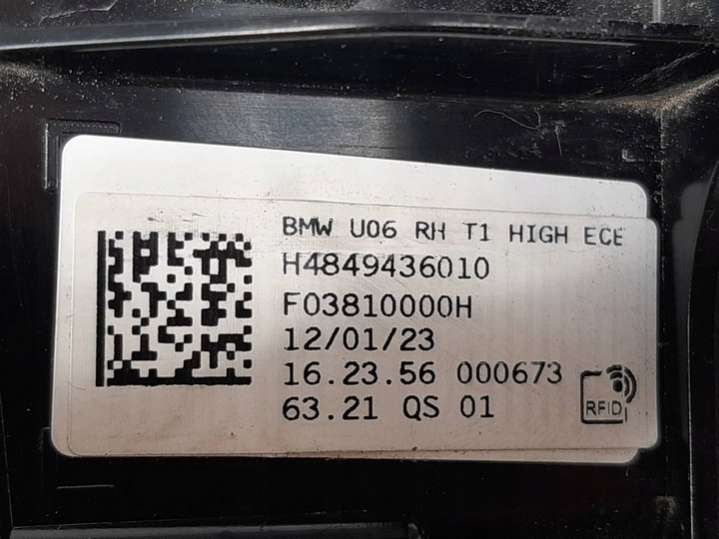 BMW U06 RH T1 HIGH ECE
H4849436010
F03810000H
12/01/23
16.23.56 000673
63.21 QS 01
RFID